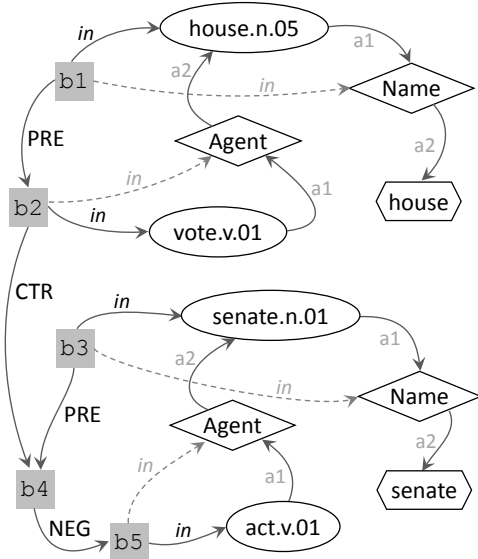 in
house.n.05
a1
b1
a2
in
Name
PRE
Agent
a2
in
a1
house
b2
in
vote.v.01
CTR
in
senate.n.01
b3
a2
a1
in
PRE
Name
Agent
in
a2
b4
a1
senate
NEG
b5
in
act.v.01